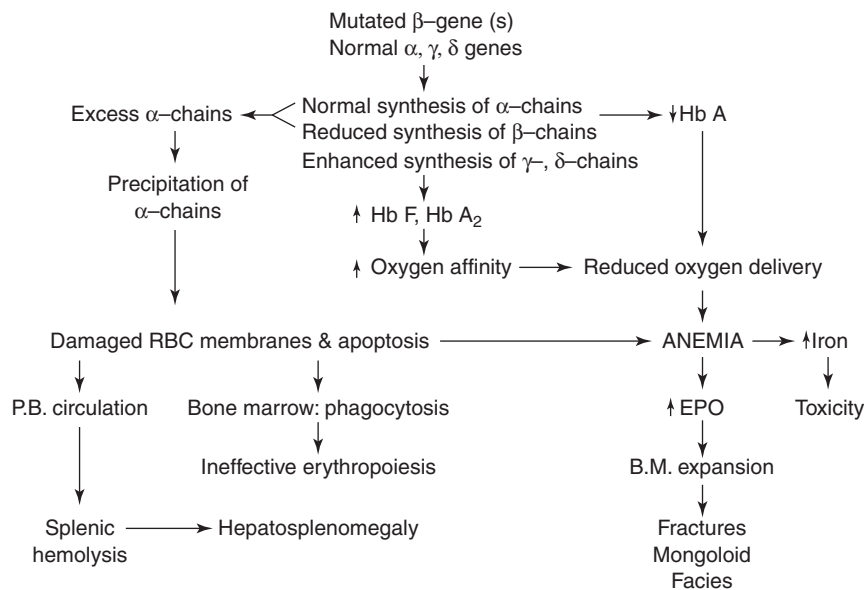 Mutated β–gene (s)
Normal α, γ, δ genes
Excess α–chains
Normal synthesis of α–chains
Reduced synthesis of β–chains
Enhanced synthesis of γ–, δ–chains
Hb A
Precipitation of
α–chains
Hb F, Hb A₂
Oxygen affinity
Reduced oxygen delivery
Damaged RBC membranes & apoptosis
ANEMIA
Iron
P.B. circulation
Bone marrow: phagocytosis
EPO
Toxicity
Ineffective erythropoiesis
B.M. expansion
Splenic
hemolysis
Hepatosplenomegaly
Fractures
Mongoloid
Facies